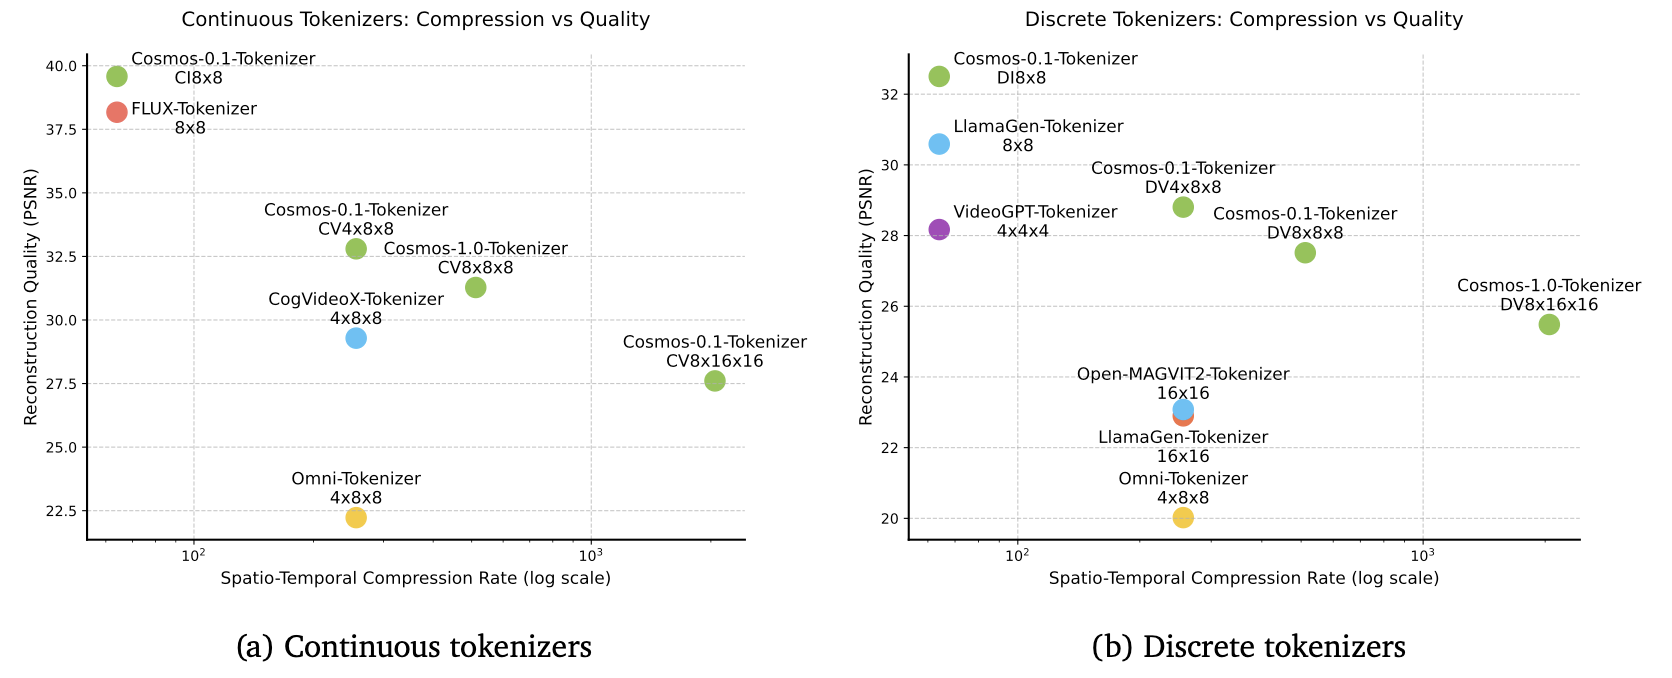 Continuous Tokenizers: Compression vs Quality
Reconstruction Quality (PSNR)
40.0
37.5
35.0
32.5
30.0
27.5
25.0
22.5
Cosmos-0.1-Tokenizer
CI8x8
FLUX-Tokenizer
8x8
Cosmos-0.1-Tokenizer
CV4x8x8
Cosmos-1.0-Tokenizer
CV8x8x8
CogVideoX-Tokenizer
4x8x8
Cosmos-0.1-Tokenizer
CV8x16x16
Omni-Tokenizer
4x8x8
10²
10³
Spatio-Temporal Compression Rate (log scale)
(a) Continuous tokenizers
Discrete Tokenizers: Compression vs Quality
Reconstruction Quality (PSNR)
32
30
28
26
24
22
20
Cosmos-0.1-Tokenizer
DI8x8
LlamaGen-Tokenizer
8x8
Cosmos-0.1-Tokenizer
DV4x8x8
VideoGPT-Tokenizer
4x4x4
Cosmos-0.1-Tokenizer
DV8x8x8
Cosmos-1.0-Tokenizer
DV8x16x16
Open-MAGVIT2-Tokenizer
16x16
LlamaGen-Tokenizer
16x16
Omni-Tokenizer
4x8x8
10²
10³
Spatio-Temporal Compression Rate (log scale)
(b) Discrete tokenizers